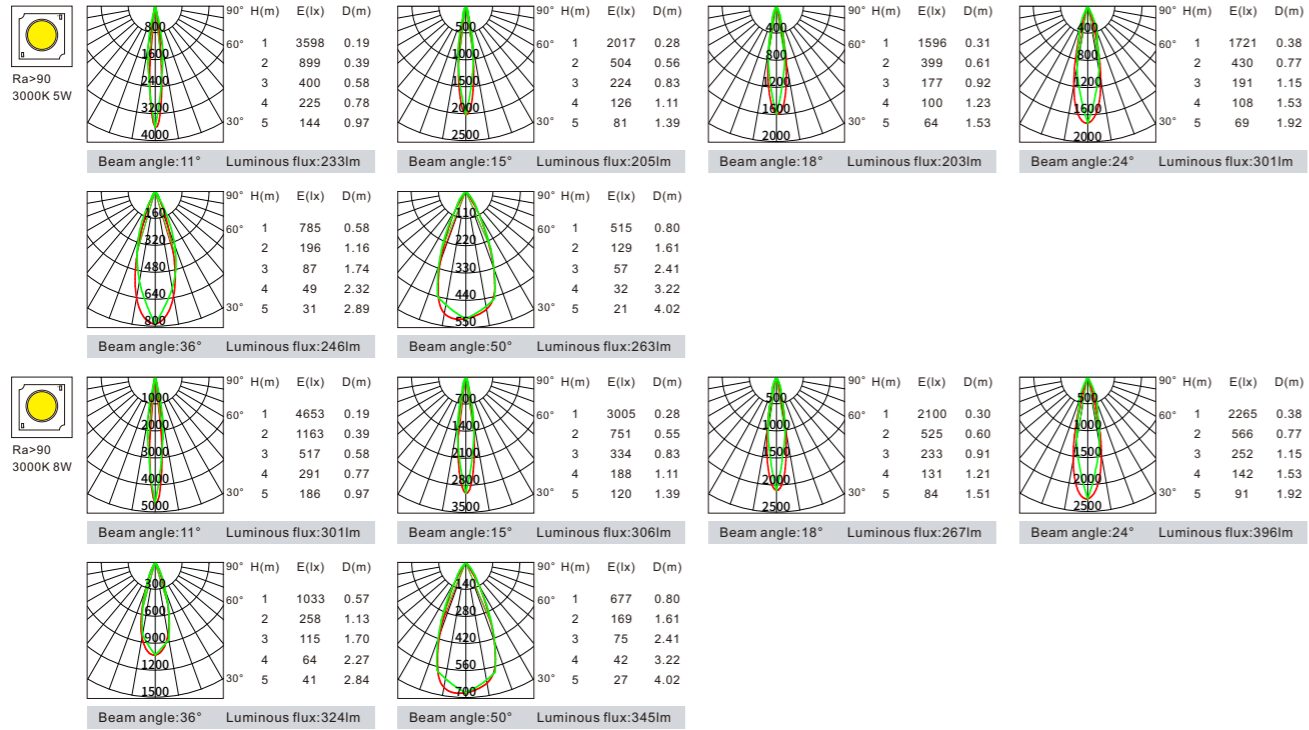 Ra>90
3000K 5W
800
1600
2400
3200
4000
90° H(m) E(lx) D(m)
60° 1 3598 0.19
2 899 0.39
3 400 0.58
4 225 0.78
30° 5 144 0.97
Beam angle:11° Luminous flux:233lm
500
1000
1500
2000
2500
90° H(m) E(lx) D(m)
60° 1 2017 0.28
2 504 0.56
3 224 0.83
4 126 1.11
30° 5 81 1.39
Beam angle:15° Luminous flux:205lm
400
800
1200
1600
2000
90° H(m) E(lx) D(m)
60° 1 1596 0.31
2 399 0.61
3 177 0.92
4 100 1.23
30° 5 64 1.53
Beam angle:18° Luminous flux:203lm
400
800
1200
1600
2000
90° H(m) E(lx) D(m)
60° 1 1721 0.38
2 430 0.77
3 191 1.15
4 108 1.53
30° 5 69 1.92
Beam angle:24° Luminous flux:301lm
160
320
480
640
800
90° H(m) E(lx) D(m)
60° 1 785 0.58
2 196 1.16
3 87 1.74
4 49 2.32
30° 5 31 2.89
Beam angle:36° Luminous flux:246lm
110
220
330
440
550
90° H(m) E(lx) D(m)
60° 1 515 0.80
2 129 1.61
3 57 2.41
4 32 3.22
30° 5 21 4.02
Beam angle:50° Luminous flux:263lm
Ra>90
3000K 8W
1000
2000
3000
4000
5000
90° H(m) E(lx) D(m)
60° 1 4653 0.19
2 1163 0.39
3 517 0.58
4 291 0.77
30° 5 186 0.97
Beam angle:11° Luminous flux:301lm
700
1400
2100
2800
3500
90° H(m) E(lx) D(m)
60° 1 3005 0.28
2 751 0.55
3 334 0.83
4 188 1.11
30° 5 120 1.39
Beam angle:15° Luminous flux:306lm
500
1000
1500
2000
2500
90° H(m) E(lx) D(m)
60° 1 2100 0.30
2 525 0.60
3 233 0.91
4 131 1.21
30° 5 84 1.51
Beam angle:18° Luminous flux:267lm
500
1000
1500
2000
2500
90° H(m) E(lx) D(m)
60° 1 2265 0.38
2 566 0.77
3 252 1.15
4 142 1.53
30° 5 91 1.92
Beam angle:24° Luminous flux:396lm
300
600
900
1200
1500
90° H(m) E(lx) D(m)
60° 1 1033 0.57
2 258 1.13
3 115 1.70
4 64 2.27
30° 5 41 2.84
Beam angle:36° Luminous flux:324lm
140
280
420
560
700
90° H(m) E(lx) D(m)
60° 1 677 0.80
2 169 1.61
3 75 2.41
4 42 3.22
30° 5 27 4.02
Beam angle:50° Luminous flux:345lm